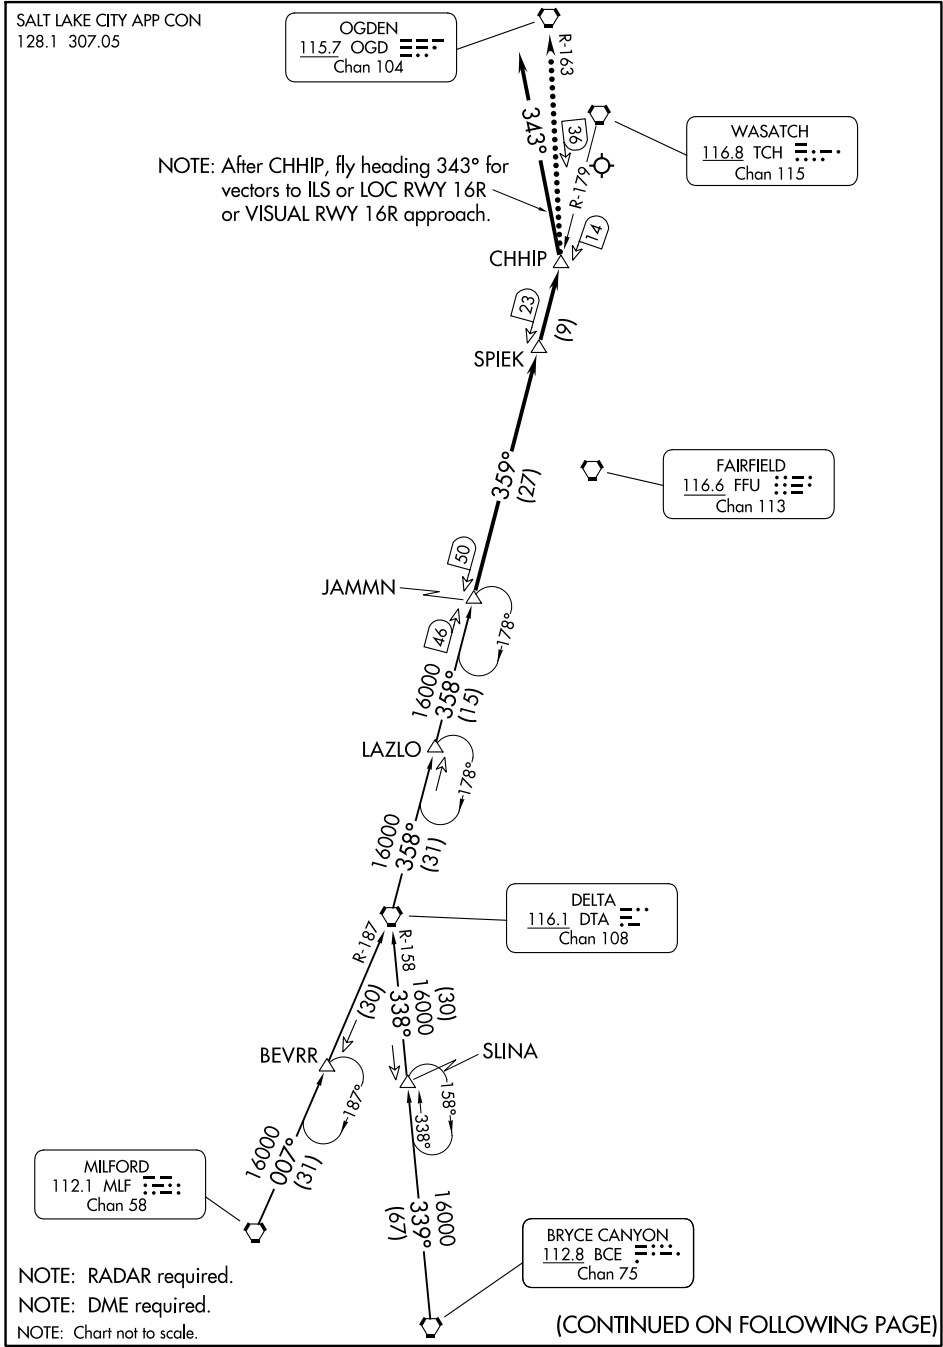 SALT LAKE CITY APP CON
128.1 307.05
OGDEN
115.7 OGD
Chan 104
R-163
343°
36
WASATCH
116.8 TCH
Chan 115
NOTE: After CHHIP, fly heading 343° for
vectors to ILS or LOC RWY 16R
or VISUAL RWY 16R approach.
R-179
14
CHHIP
23
(9)
SPIEK
359°
(27)
FAIRFIELD
116.6 FFU
Chan 113
50
JAMMN
46
178°
16000
358°
(15)
LAZLO
178°
16000
358°
(31)
DELTA
116.1 DTA
Chan 108
R-187
R-158
(30)
(30)
16000
338°
BEVRR
SLINA
187°
158°
338°
16000
007°
(31)
MILFORD
112.1 MLF
Chan 58
16000
339°
(67)
BRYCE CANYON
112.8 BCE
Chan 75
NOTE: RADAR required.
NOTE: DME required.
NOTE: Chart not to scale.
(CONTINUED ON FOLLOWING PAGE)